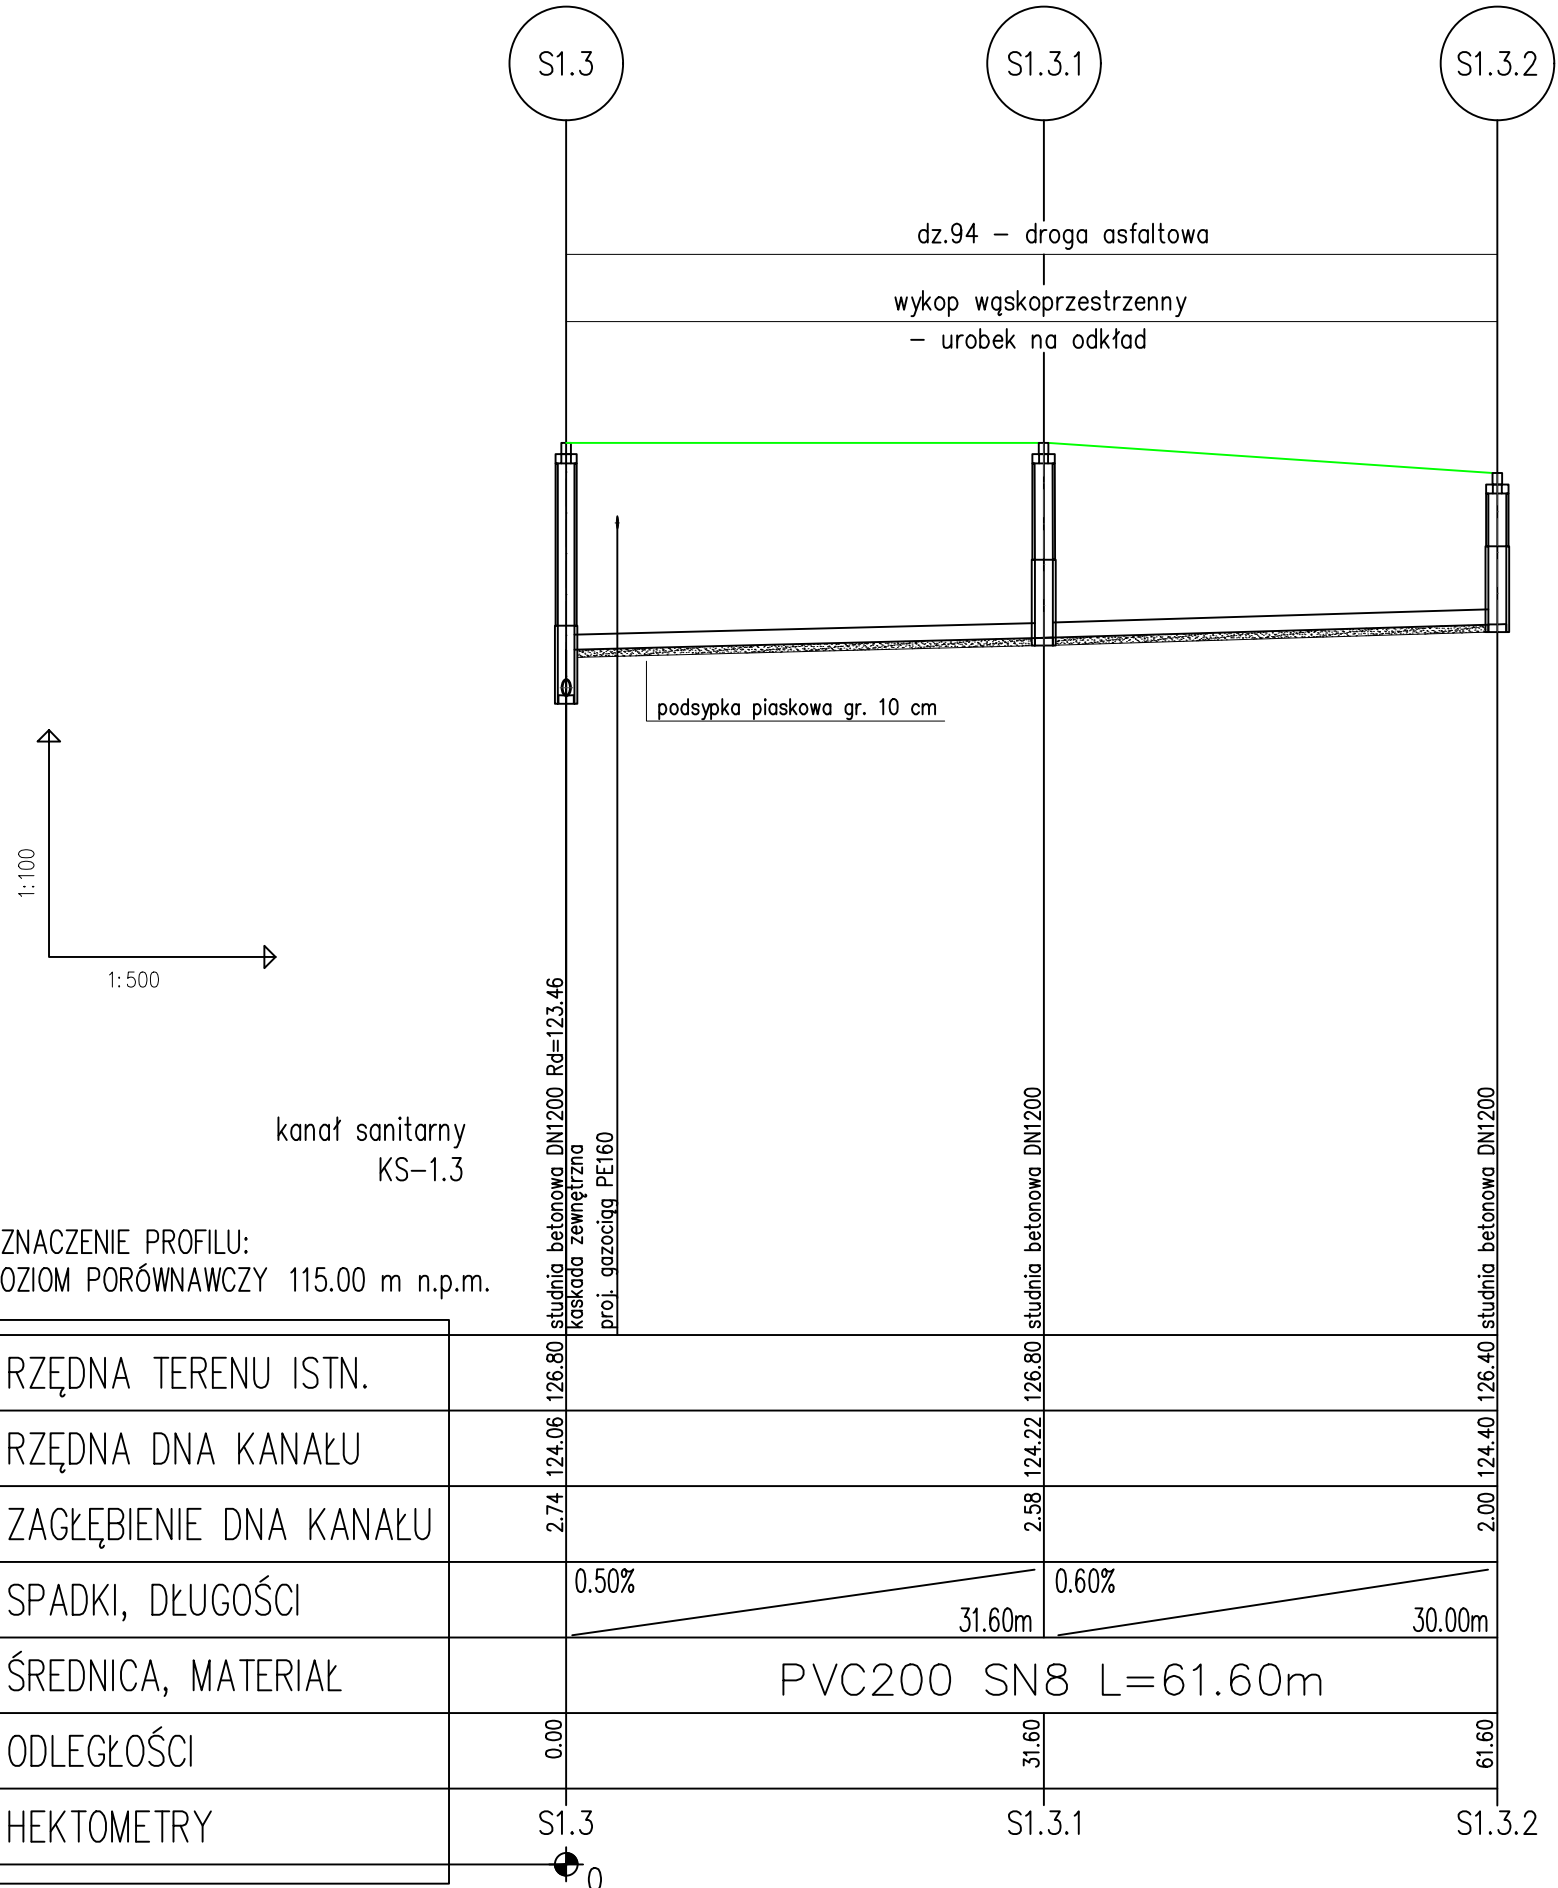 S1.3
S1.3.1
S1.3.2
dz.94 – droga asfaltowa
wykop wąskoprzestrzenny
– urobek na odkład
podsypka piaskowa gr. 10 cm
1:100
1:500
kanał sanitarny
KS–1.3
ZNACZENIE PROFILU:
OZIOM PORÓWNAWCZY 115.00 m n.p.m.
studnia betonowa DN1200 Rd=123.46
kaskada zewnętrzna
proj. gazociąg PE160
studnia betonowa DN1200
studnia betonowa DN1200
RZĘDNA TERENU ISTN.
126.80
126.80
126.40
RZĘDNA DNA KANAŁU
124.06
124.22
124.40
ZAGŁĘBIENIE DNA KANAŁU
2.74
2.58
2.00
SPADKI, DŁUGOŚCI
0.50%
31.60m
0.60%
30.00m
ŚREDNICA, MATERIAŁ
PVC200 SN8 L=61.60m
ODLEGŁOŚCI
0.00
31.60
61.60
HEKTOMETRY
S1.3
S1.3.1
S1.3.2
0